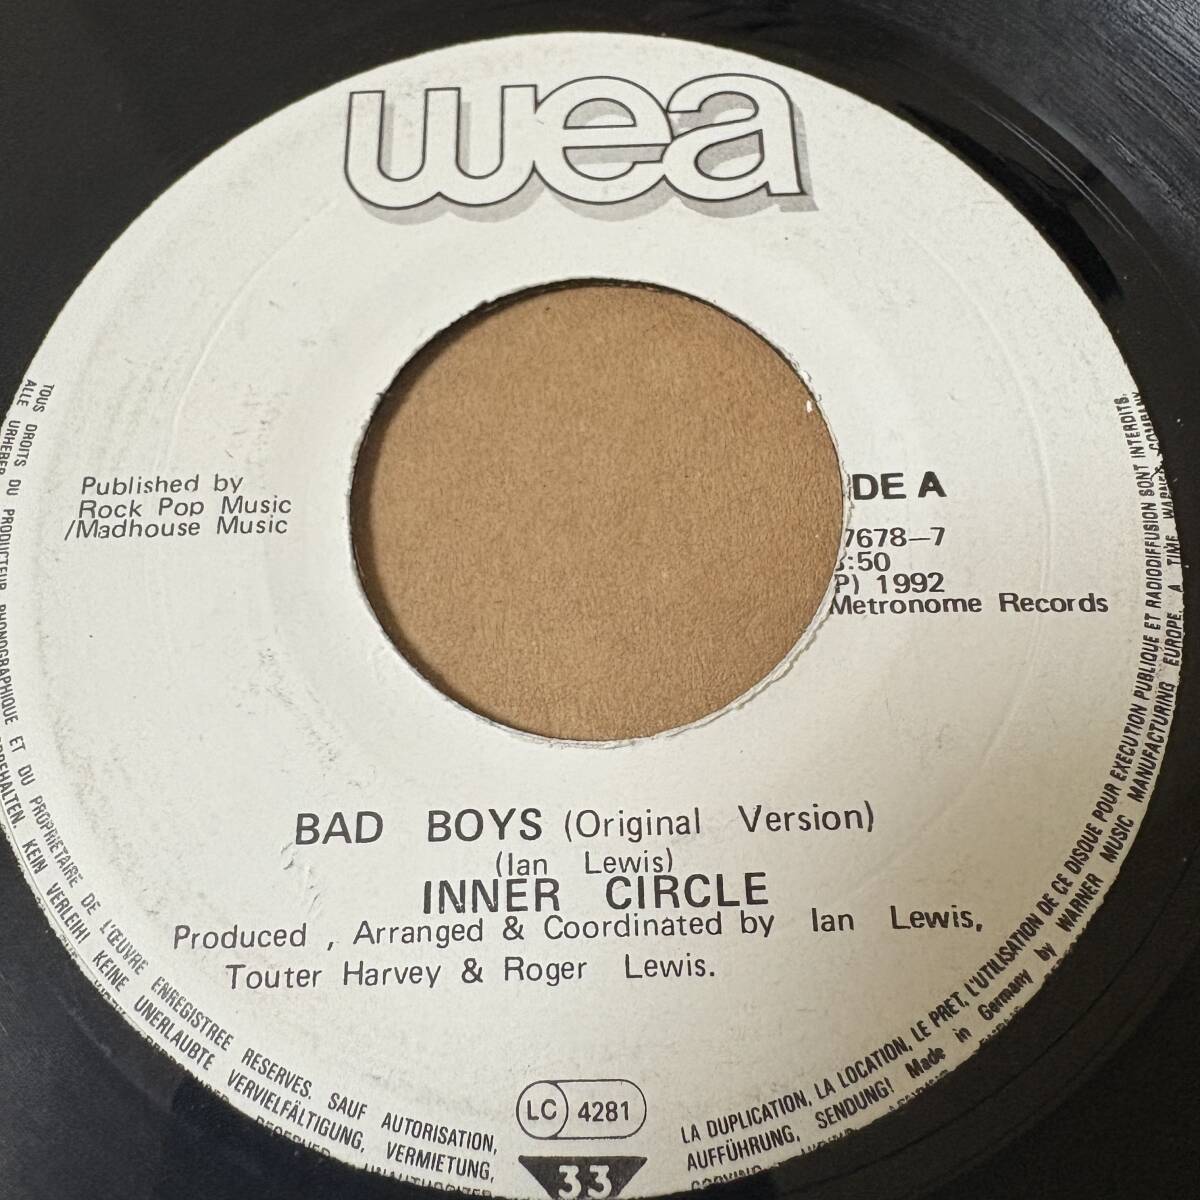 wea
Published by
Rock Pop Music
/Madhouse Music
DE A
7678–7
:50
P) 1992
Metronome Records
BAD BOYS (Original Version)
(Ian Lewis)
INNER CIRCLE
Produced , Arranged & Coordinated by Ian Lewis,
Touter Harvey & Roger Lewis.
LC 4281
33
TOUS DROITS DU PRODUCTEUR PHONOGRAPHIQUE ET DU PROPRIETAIRE DE L'ŒUVRE ENREGISTREE RESERVES. SAUF AUTORISATION,
LA DUPLICATION, LA LOCATION, LE PRET, L'UTILISATION DE CE DISQUE POUR EXECUTION PUBLIQUE ET RADIODIFFUSION SONT INTERDITS.
ALLE URHEBER KEIN VERLEIH! KEINE UNERLAUBTE VERVIELFÄLTIGUNG, VERMIETUNG,
AUFFÜHRUNG, SENDUNG! Made in Germany by WARNER MUSIC MANUFACTURING EUROPE. A TIME WARNER COMPANY